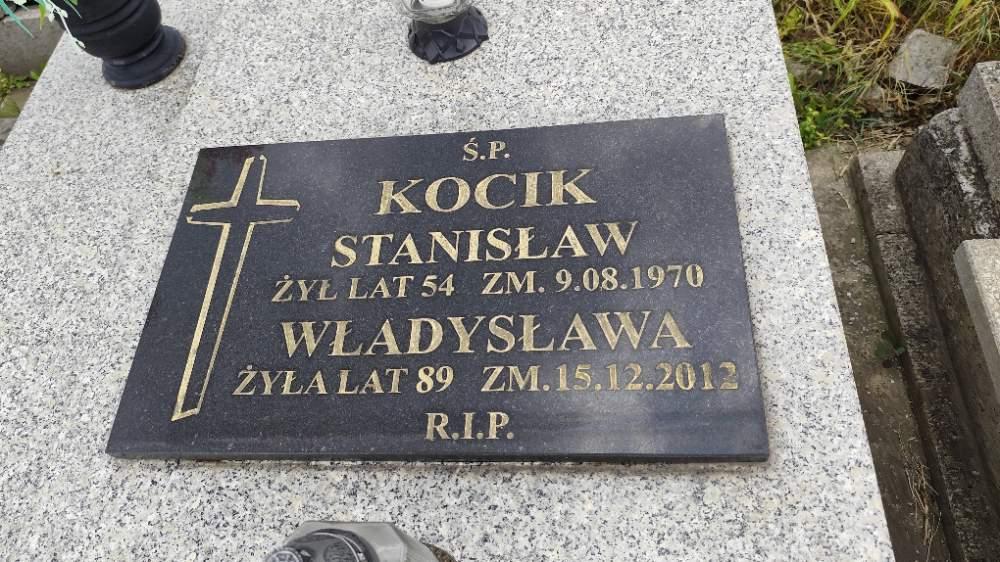 Ś.P.
KOCIK
STANISŁAW
ŻYŁ LAT 54 ZM. 9.08.1970
WŁADYSŁAWA
ŻYŁA LAT 89 ZM. 15.12.2012
R.I.P.